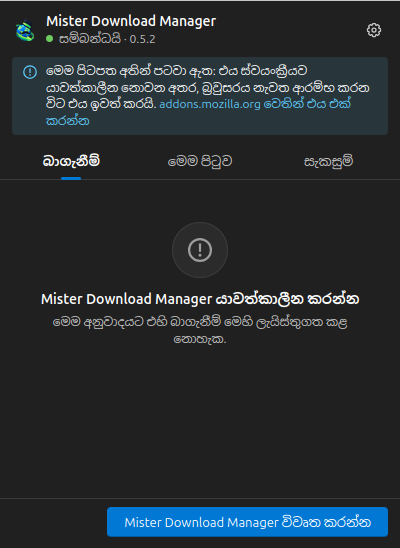 Mister Download Manager
සම්බන්ධයි · 0.5.2
මෙම පිටපත අතින් පටවා ඇත: එය ස්වයංක්‍රීයව
යාවත්කාලීන නොවන අතර, බ්‍රවුසරය නැවත ආරම්භ කරන
විට එය ඉවත් කරයි. addons.mozilla.org වෙතින් එය එක්
කරන්න
බාගැනීම්
මෙම පිටුව
සැකසුම්
Mister Download Manager යාවත්කාලීන කරන්න
මෙම අනුවාදයට එහි බාගැනීම් මෙහි ලැයිස්තුගත කළ
නොහැක.
Mister Download Manager විවෘත කරන්න